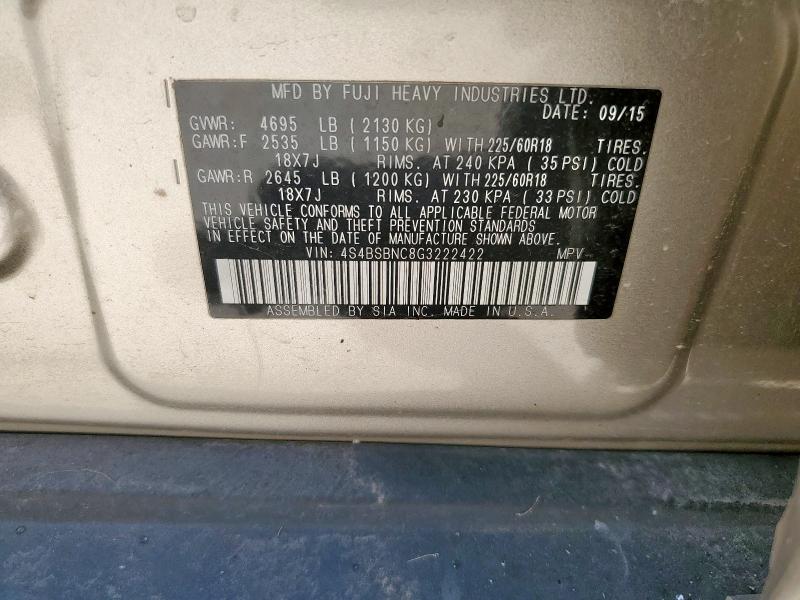 MFD BY FUJI HEAVY INDUSTRIES LTD.
DATE: 09/15
GVWR: 4695 LB (2130 KG)
GAWR:F 2535 LB (1150 KG) WITH 225/60R18 TIRES.
18X7J RIMS. AT 240 KPA (35 PSI) COLD
GAWR:R 2645 LB (1200 KG) WITH 225/60R18 TIRES.
18X7J RIMS. AT 230 KPA (33 PSI) COLD
THIS VEHICLE CONFORMS TO ALL APPLICABLE FEDERAL MOTOR
VEHICLE SAFETY AND THEFT PREVENTION STANDARDS
IN EFFECT ON THE DATE OF MANUFACTURE SHOWN ABOVE.
VIN: 4S4BSBNC8G3222422 MPV-
ASSEMBLED BY SIA INC. MADE IN U.S.A.